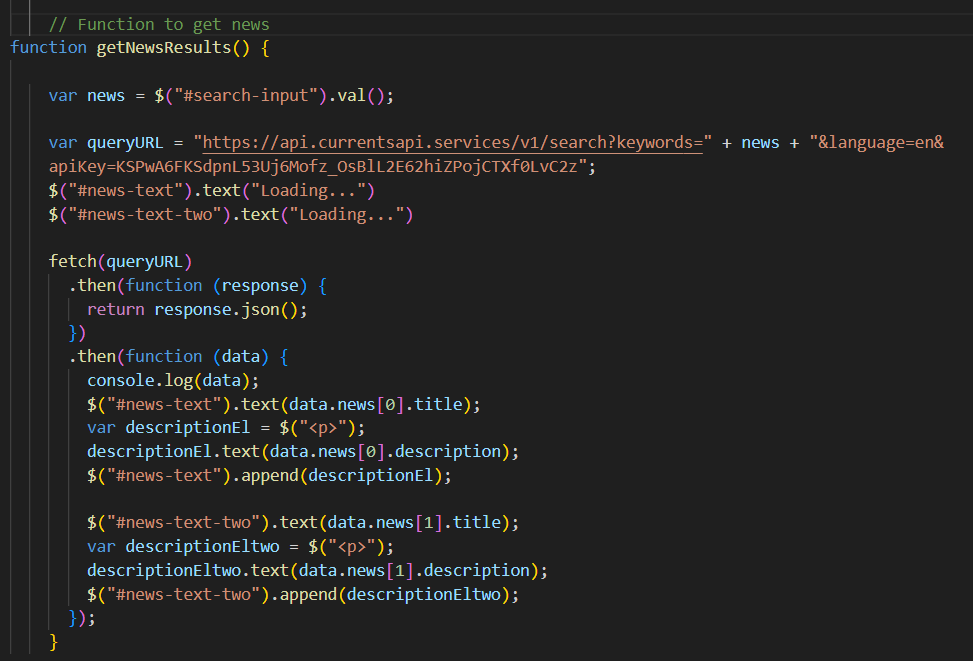 // Function to get news
function getNewsResults() {
var news = $("#search-input").val();
var queryURL = "https://api.currentsapi.services/v1/search?keywords=" + news + "&language=en&
apiKey=KSPwA6FKSdpnL53Uj6Mofz_OsBlL2E62hiZPojCTXf0LvC2z";
$("#news-text").text("Loading...")
$("#news-text-two").text("Loading...")
fetch(queryURL)
.then(function (response) {
return response.json();
})
.then(function (data) {
console.log(data);
$("#news-text").text(data.news[0].title);
var descriptionEl = $("<p>");
descriptionEl.text(data.news[0].description);
$("#news-text").append(descriptionEl);
$("#news-text-two").text(data.news[1].title);
var descriptionEltwo = $("<p>");
descriptionEltwo.text(data.news[1].description);
$("#news-text-two").append(descriptionEltwo);
});
}